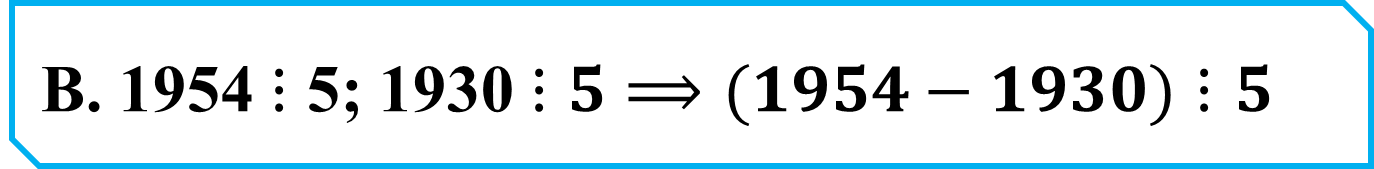 B. 1954 ⋮ 5; 1930 ⋮ 5 ⟹ (1954 − 1930) ⋮ 5